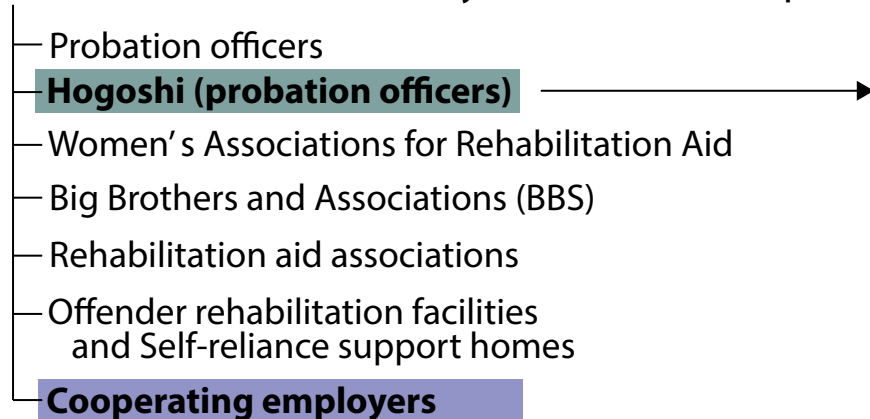 Probation officers
Hogoshi (probation officers)
Women's Associations for Rehabilitation Aid
Big Brothers and Associations (BBS)
Rehabilitation aid associations
Offender rehabilitation facilities
and Self-reliance support homes
Cooperating employers